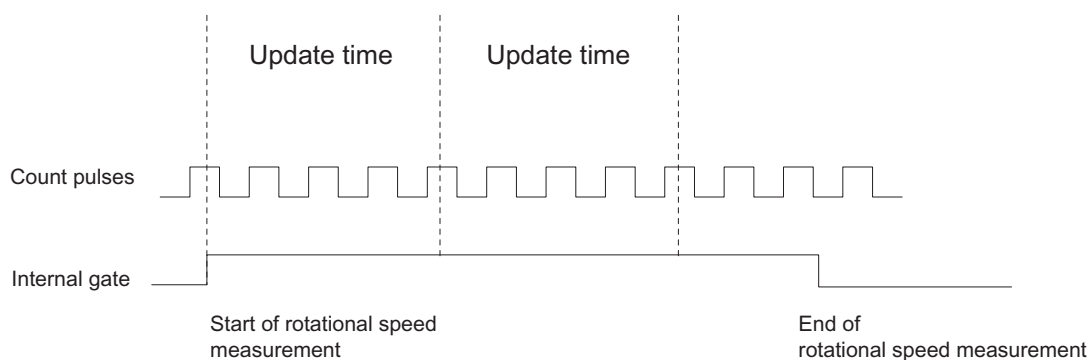 Update time
Update time
Count pulses
Internal gate
Start of rotational speed
measurement
End of
rotational speed measurement